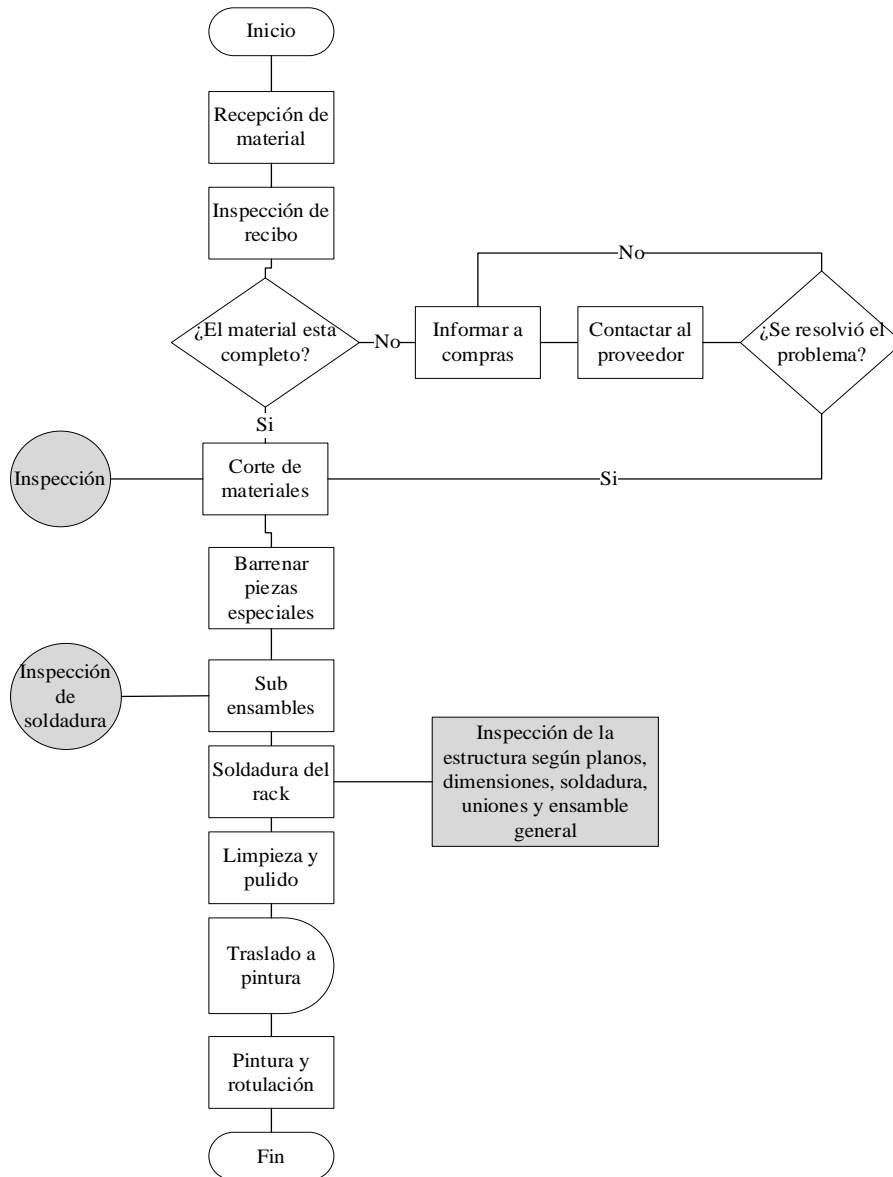 Inicio
Recepción de
material
Inspección de
recibo
¿El material esta
completo?
No
Informar a
compras
Contactar al
proveedor
¿Se resolvió el
problema?
No
Si
Si
Inspección
Corte de
materiales
Barrenar
piezas
especiales
Inspección
de
soldadura
Sub
ensambles
Soldadura del
rack
Inspección de la
estructura según planos,
dimensiones, soldadura,
uniones y ensamble
general
Limpieza y
pulido
Traslado a
pintura
Pintura y
rotulación
Fin